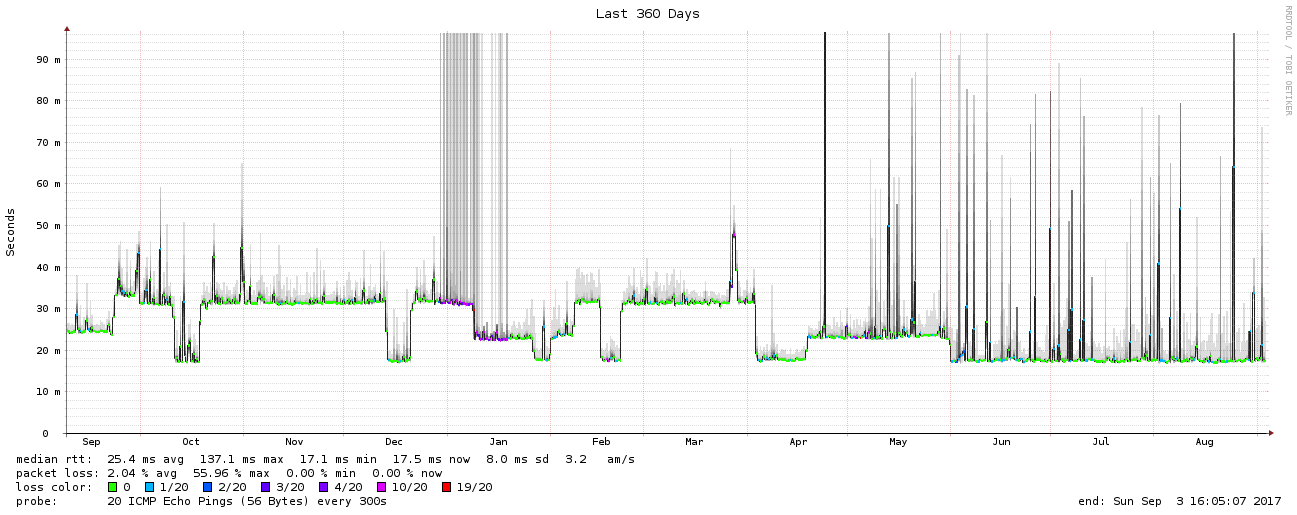 Last 360 Days
RRDTOOL / TOBI OETIKER
Seconds
90 m
80 m
70 m
60 m
50 m
40 m
30 m
20 m
10 m
0
Sep Oct Nov Dec Jan Feb Mar Apr May Jun Jul Aug
median rtt: 25.4 ms avg 137.1 ms max 17.1 ms min 17.5 ms now 8.0 ms sd 3.2 am/s
packet loss: 2.04 % avg 55.96 % max 0.00 % min 0.00 % now
loss color: 0 1/20 2/20 3/20 4/20 10/20 19/20
probe: 20 ICMP Echo Pings (56 Bytes) every 300s end: Sun Sep 3 16:05:07 2017